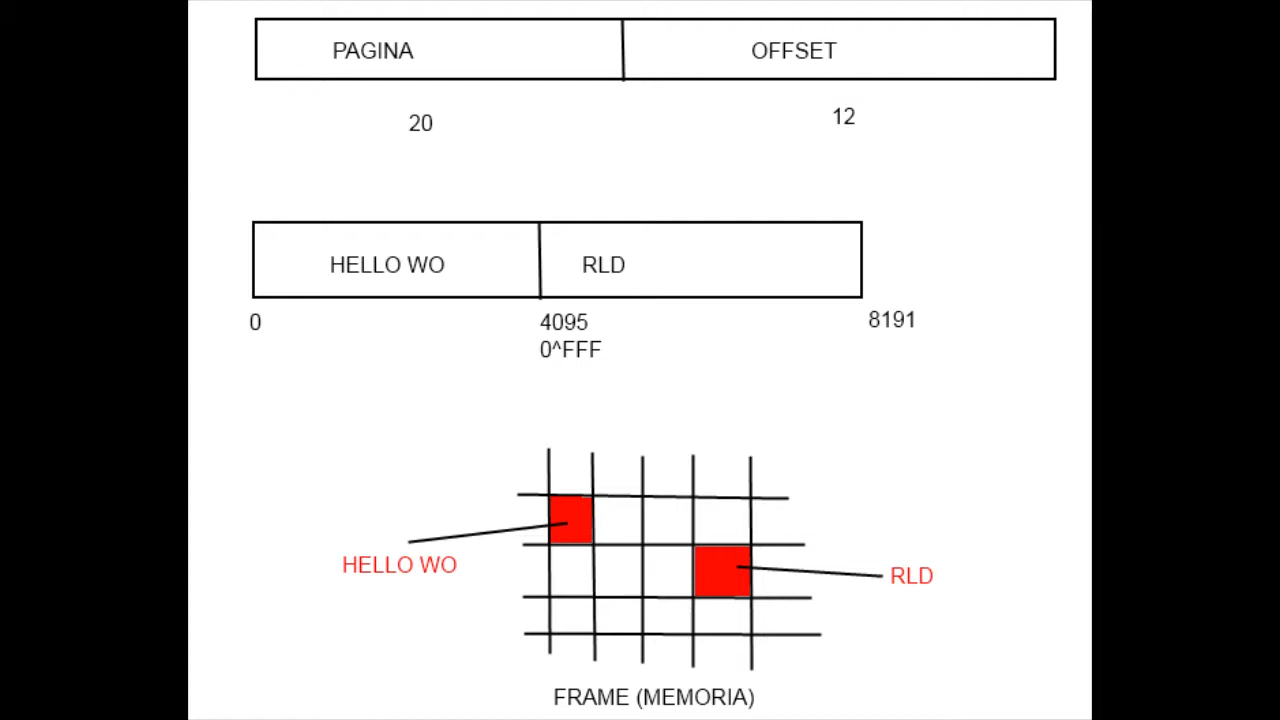 PAGINA
OFFSET
20
12
HELLO WO
RLD
0
4095
8191
0^FFF
HELLO WO
RLD
FRAME (MEMORIA)